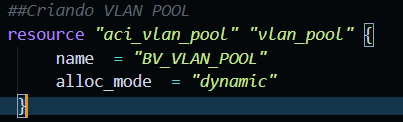 ##Criando VLAN POOL
resource "aci_vlan_pool" "vlan_pool" {
name = "BV_VLAN_POOL"
alloc_mode = "dynamic"
}